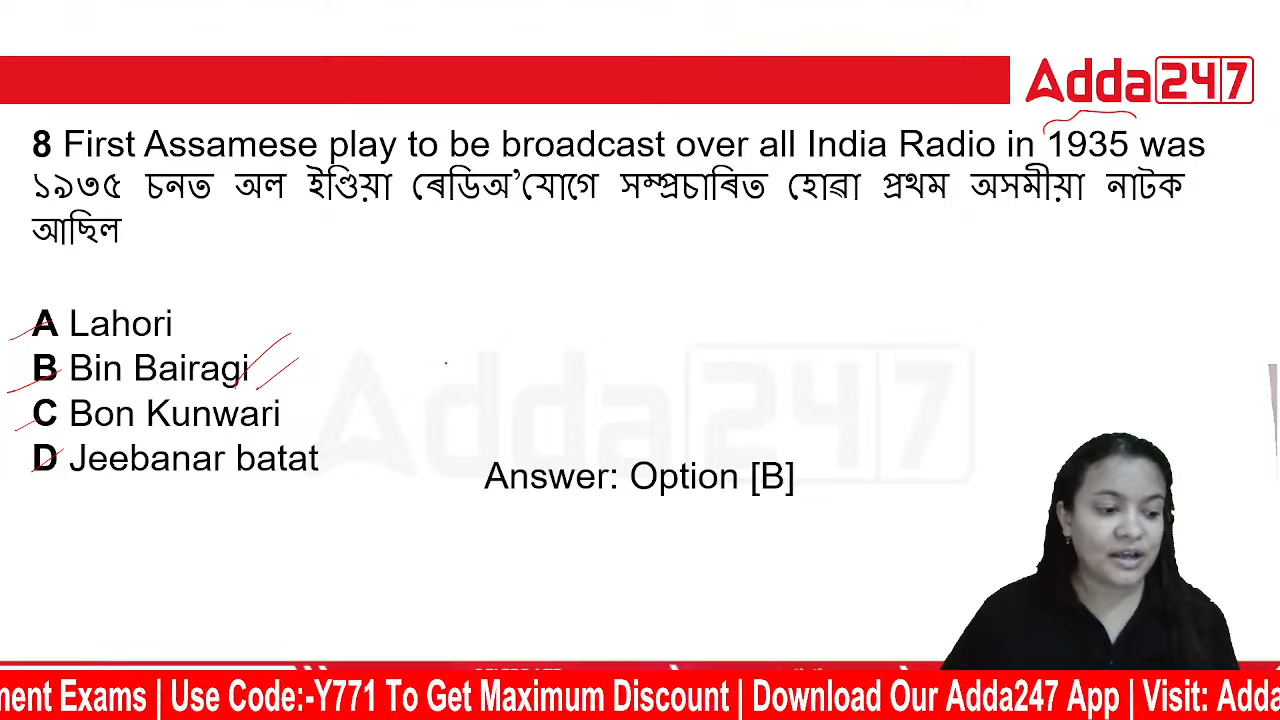 Adda247
8 First Assamese play to be broadcast over all India Radio in 1935 was
১৯৩৫ চনত অল ইণ্ডিয়া ৰেডিঅ’যোগে সম্প্ৰচাৰিত হোৱা প্ৰথম অসমীয়া নাটক
আছিল
A Lahori
B Bin Bairagi
C Bon Kunwari
D Jeebanar batat
Adda247
Answer: Option [B]
ment Exams | Use Code:-Y771 To Get Maximum Discount | Download Our Adda247 App | Visit: Adda